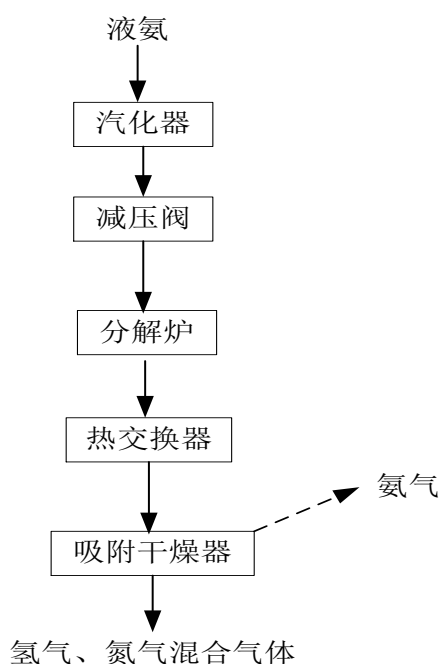 液氨
汽化器
减压阀
分解炉
热交换器
氨气
吸附干燥器
氢气、氮气混合气体